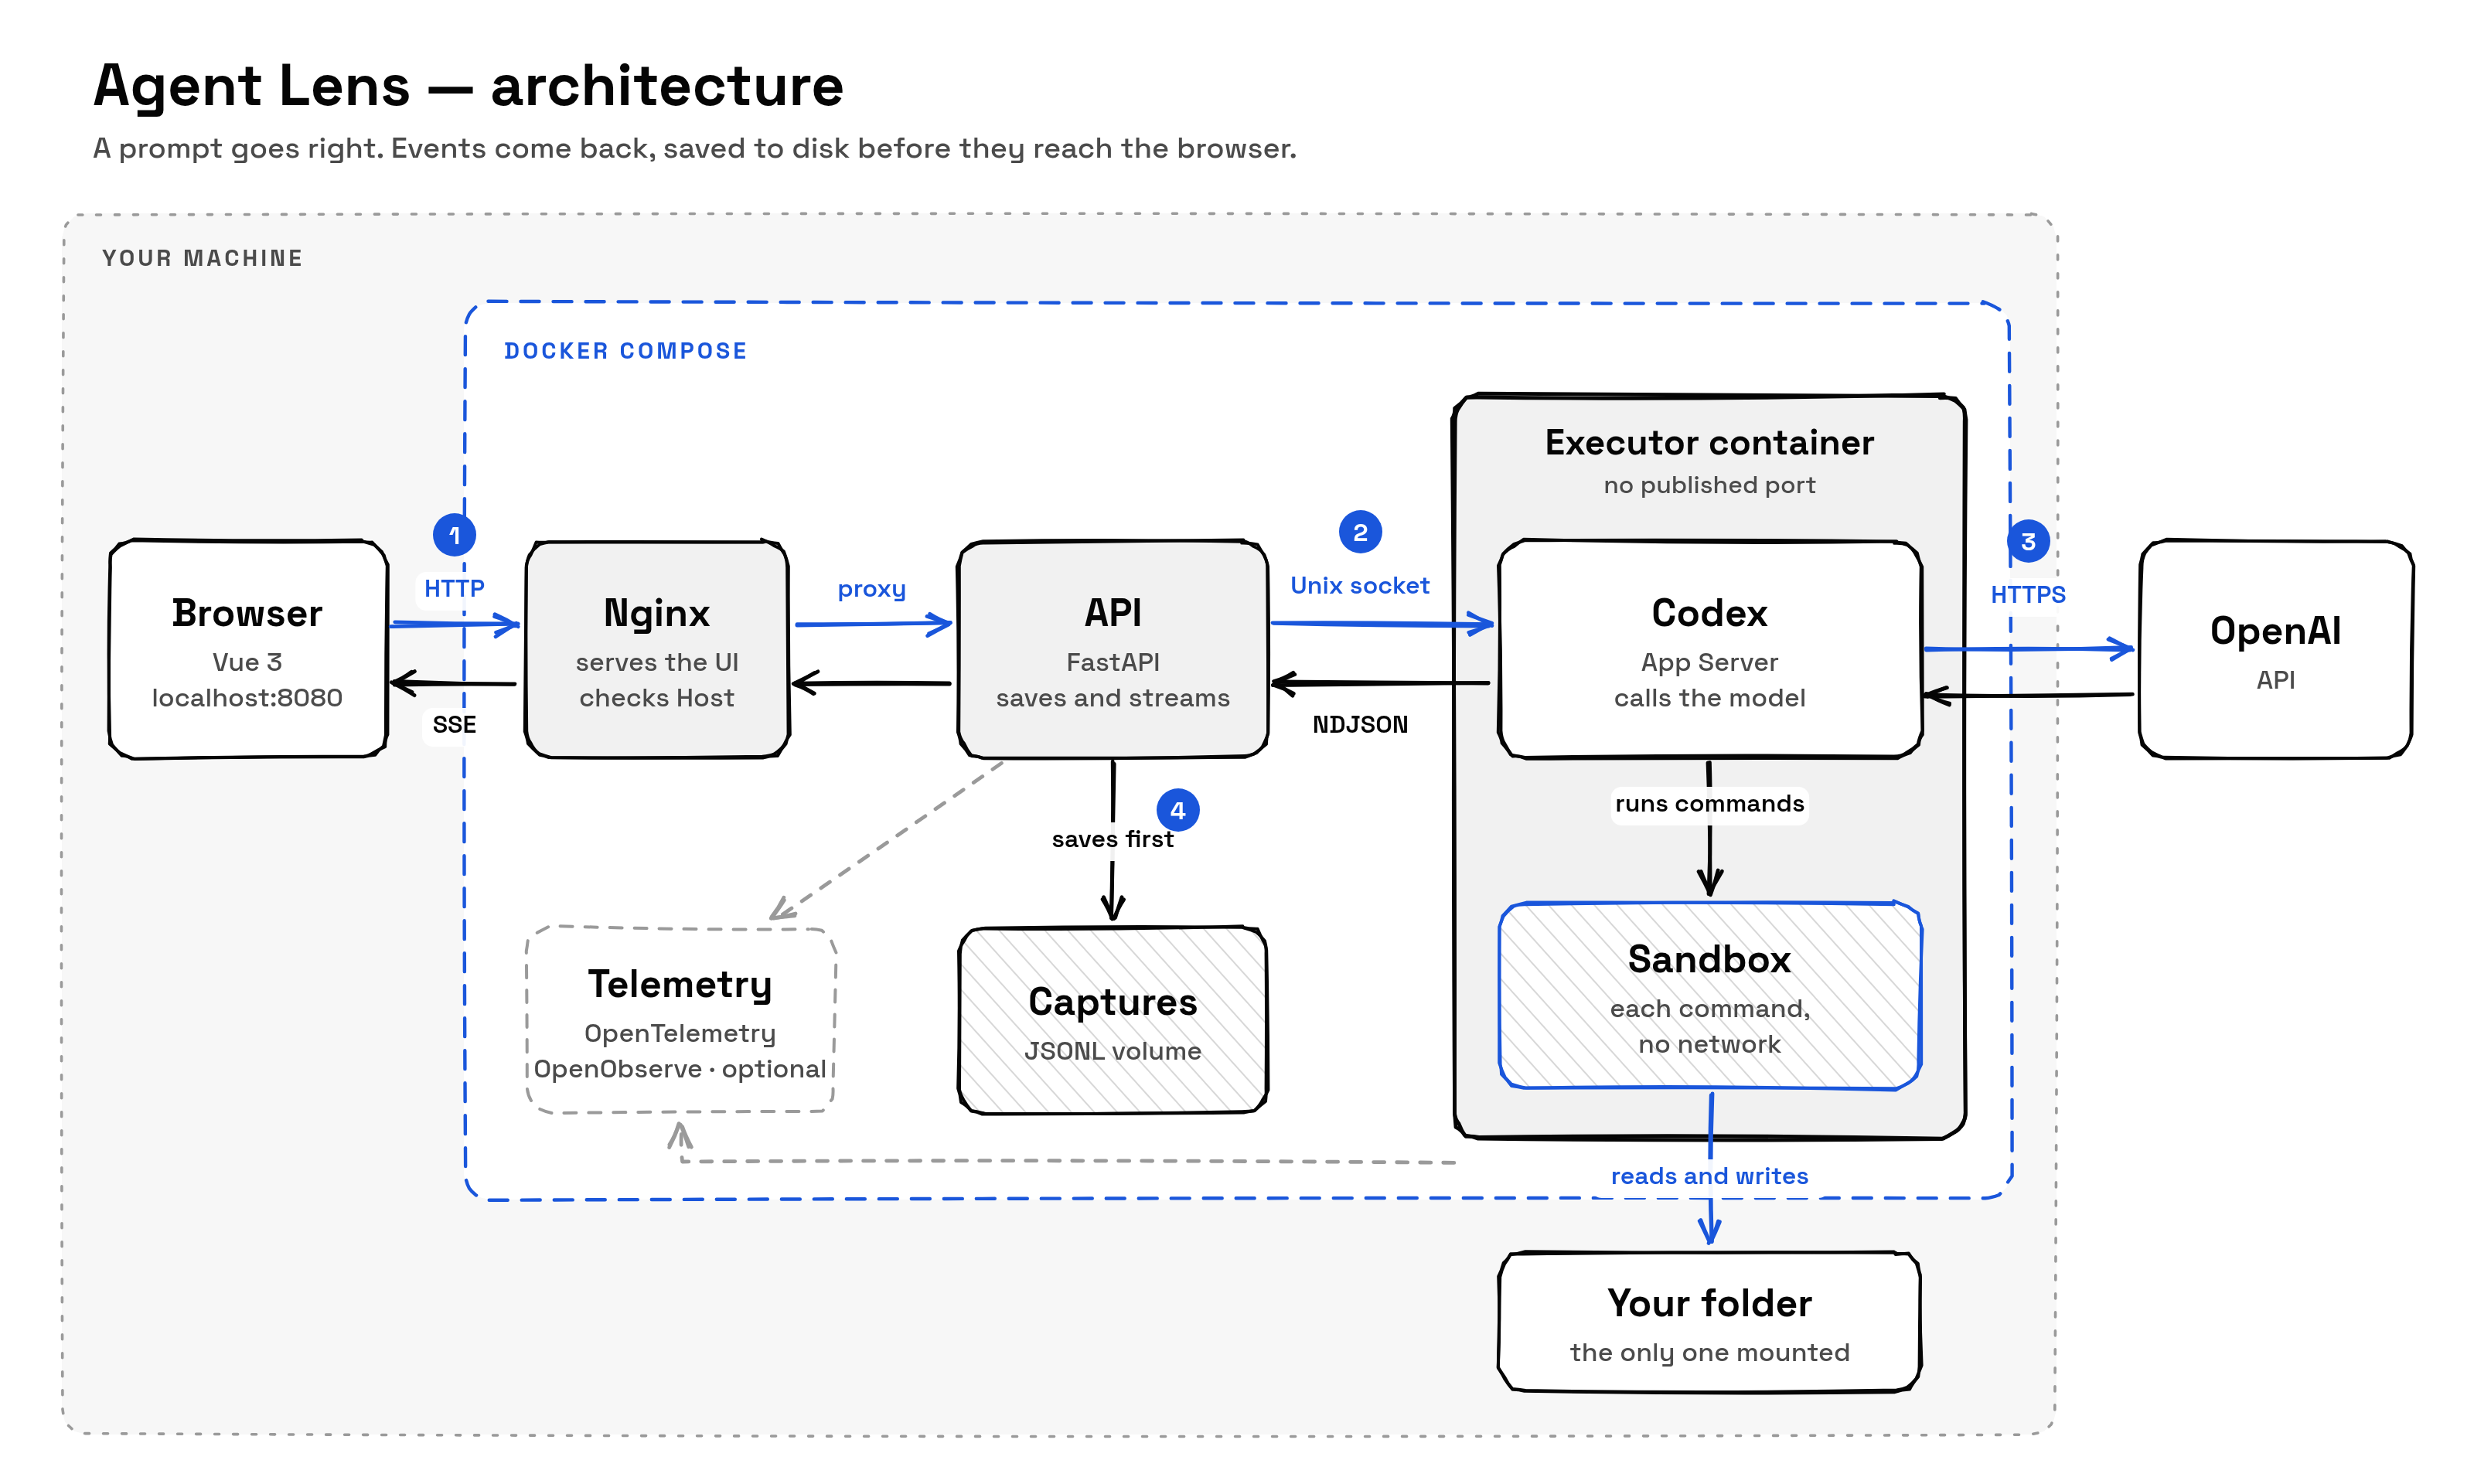 Agent Lens — architecture
A prompt goes right. Events come back, saved to disk before they reach the browser.
YOUR MACHINE
DOCKER COMPOSE
Executor container
no published port
1
HTTP
Browser
Vue 3
localhost:8080
SSE
Nginx
serves the UI
checks Host
proxy
API
FastAPI
saves and streams
2
Unix socket
NDJSON
Codex
App Server
calls the model
3
HTTPS
OpenAI
API
4
saves first
runs commands
Telemetry
OpenTelemetry
OpenObserve · optional
Captures
JSONL volume
Sandbox
each command,
no network
reads and writes
Your folder
the only one mounted